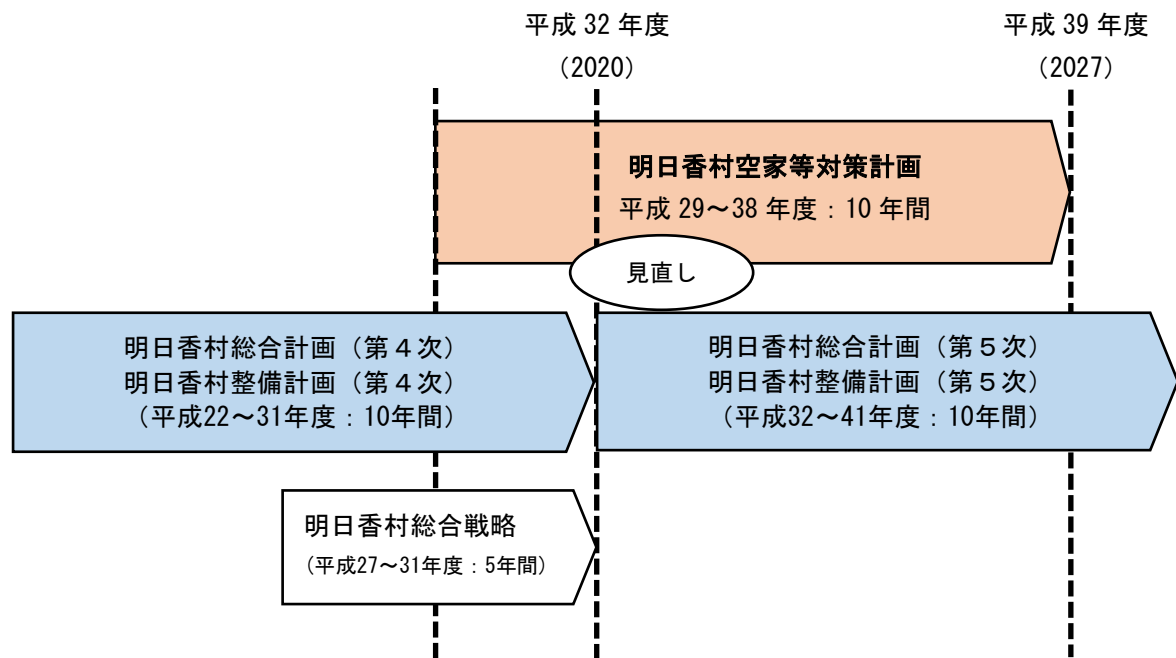 平成 32 年度
（2020）
平成 39 年度
（2027）
明日香村空家等対策計画
平成 29～38 年度：10 年間
見直し
明日香村総合計画（第４次）
明日香村整備計画（第４次）
（平成22～31年度：10年間）
明日香村総合計画（第５次）
明日香村整備計画（第５次）
（平成32～41年度：10年間）
明日香村総合戦略
（平成27～31年度：5年間）